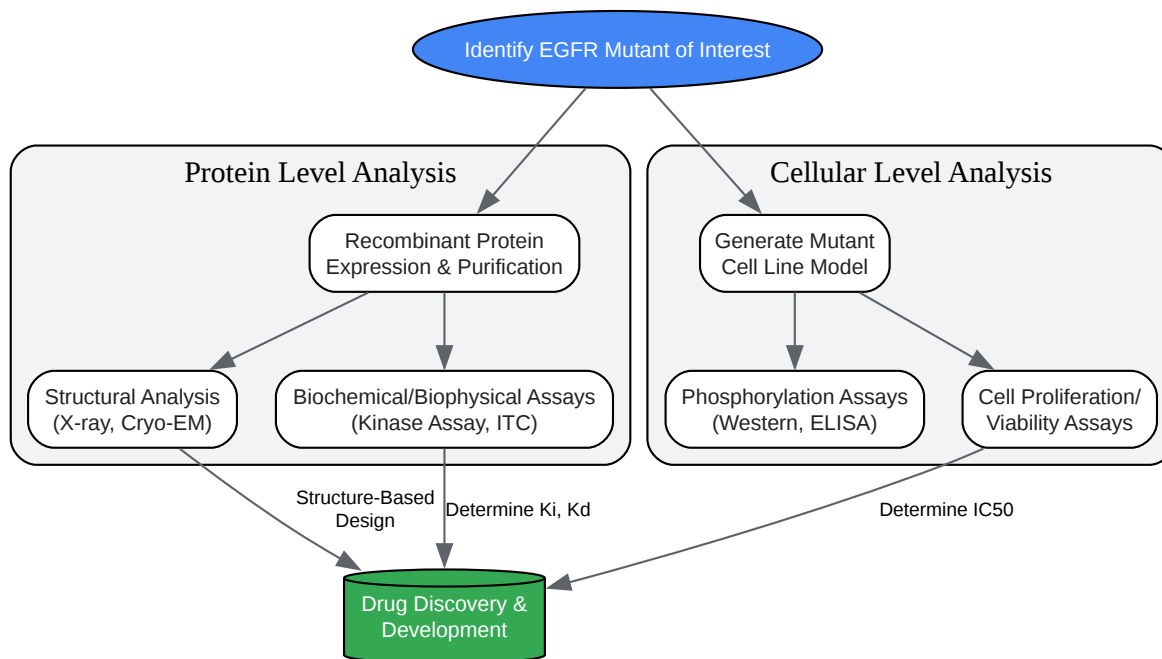 Identify EGFR Mutant of Interest
Protein Level Analysis
Cellular Level Analysis
Recombinant Protein
Expression & Purification
Generate Mutant
Cell Line Model
Structural Analysis
(X-ray, Cryo-EM)
Biochemical/Biophysical Assays
(Kinase Assay, ITC)
Phosphorylation Assays
(Western, ELISA)
Cell Proliferation/
Viability Assays
Structure-Based
Design
Determine Ki, Kd
Determine IC50
Drug Discovery &
Development